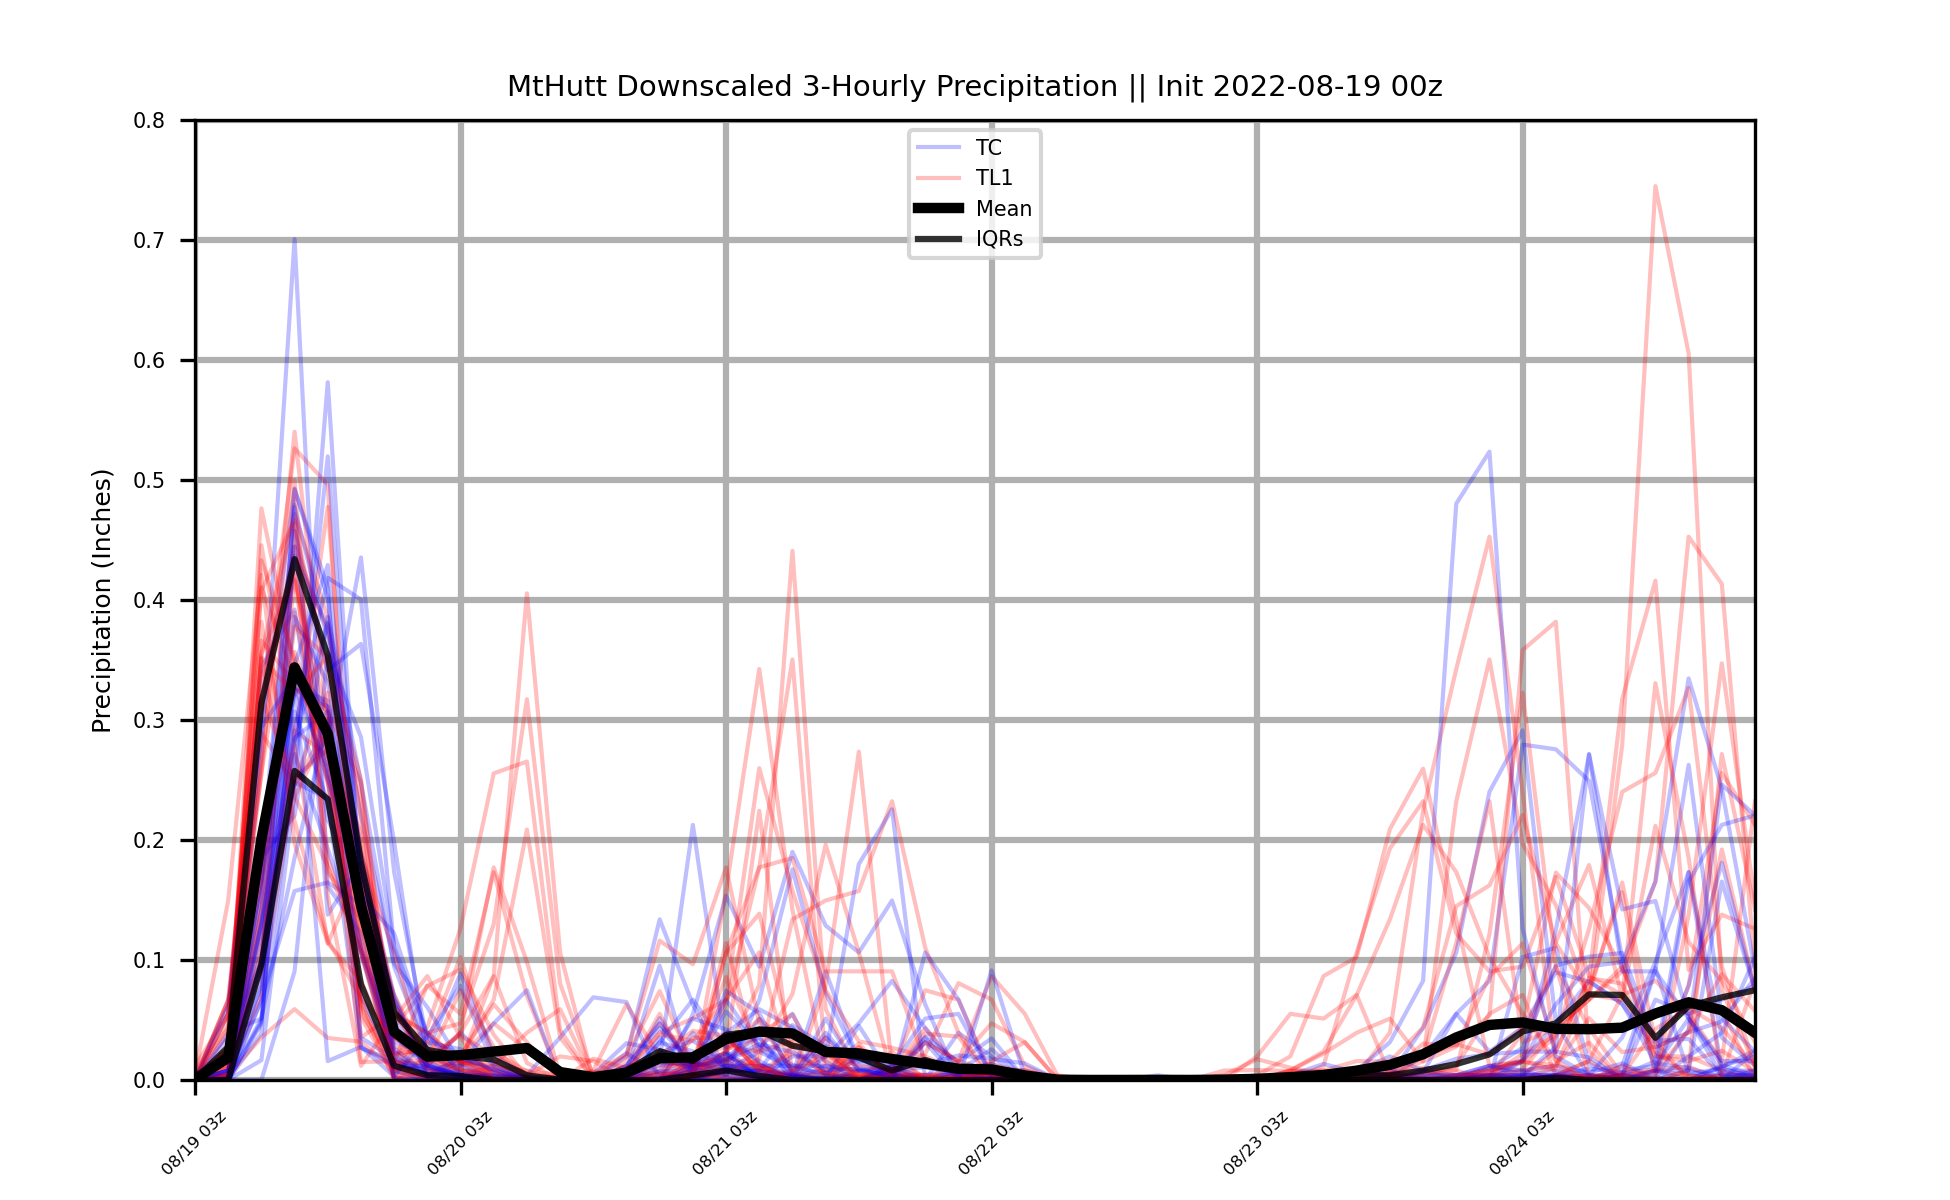 MtHutt Downscaled 3-Hourly Precipitation || Init 2022-08-19 00z
TC
TL1
Mean
IQRs
Precipitation (Inches)
0.8
0.7
0.6
0.5
0.4
0.3
0.2
0.1
0.0
08/19 03z
08/20 03z
08/21 03z
08/22 03z
08/23 03z
08/24 03z